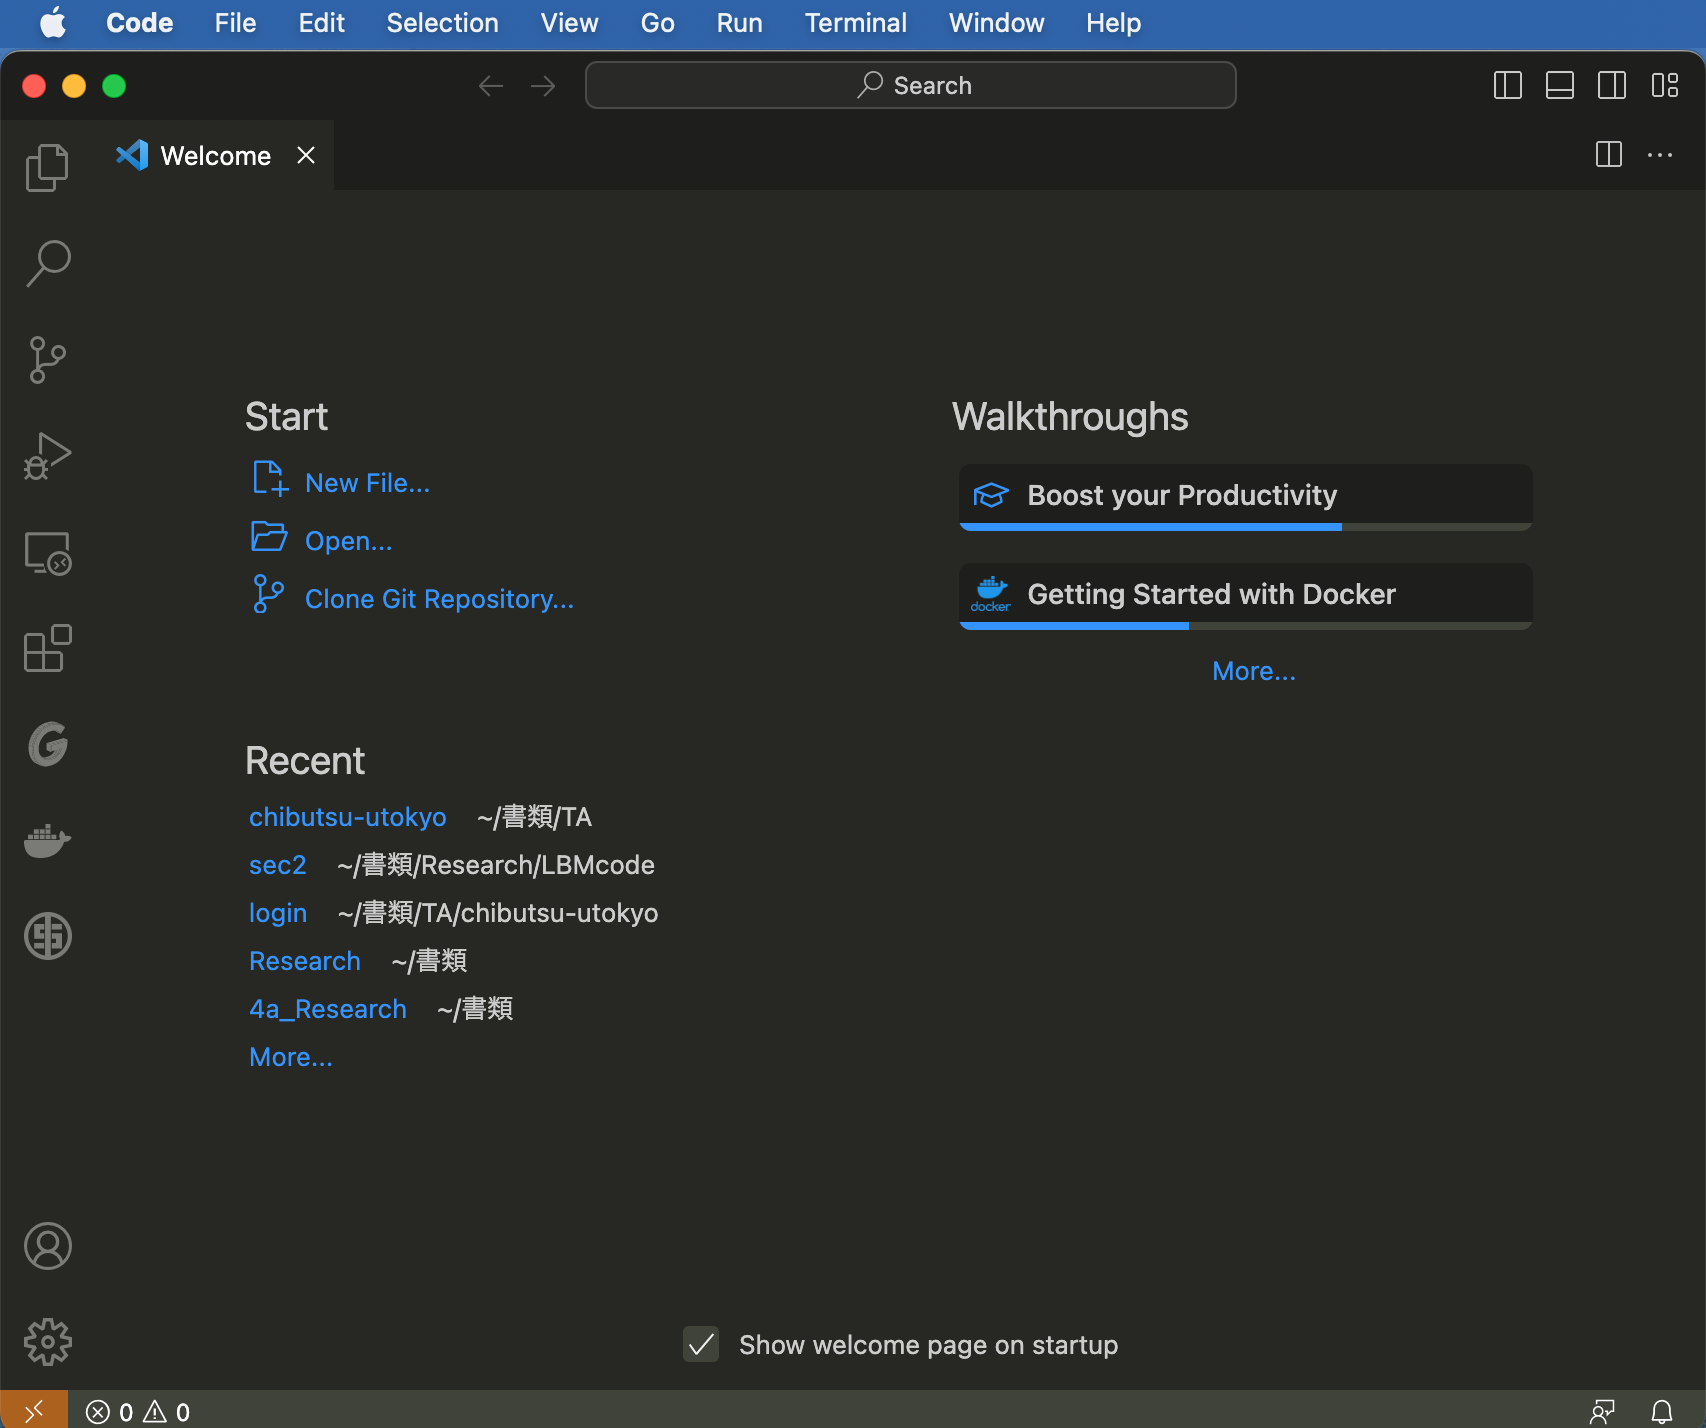 Code File Edit Selection View Go Run Terminal Window Help
Search
Welcome
Start
New File...
Open...
Clone Git Repository...
Walkthroughs
Boost your Productivity
docker Getting Started with Docker
More...
Recent
chibutsu-utokyo ~/書類/TA
sec2 ~/書類/Research/LBMcode
login ~/書類/TA/chibutsu-utokyo
Research ~/書類
4a_Research ~/書類
More...
Show welcome page on startup
0 0